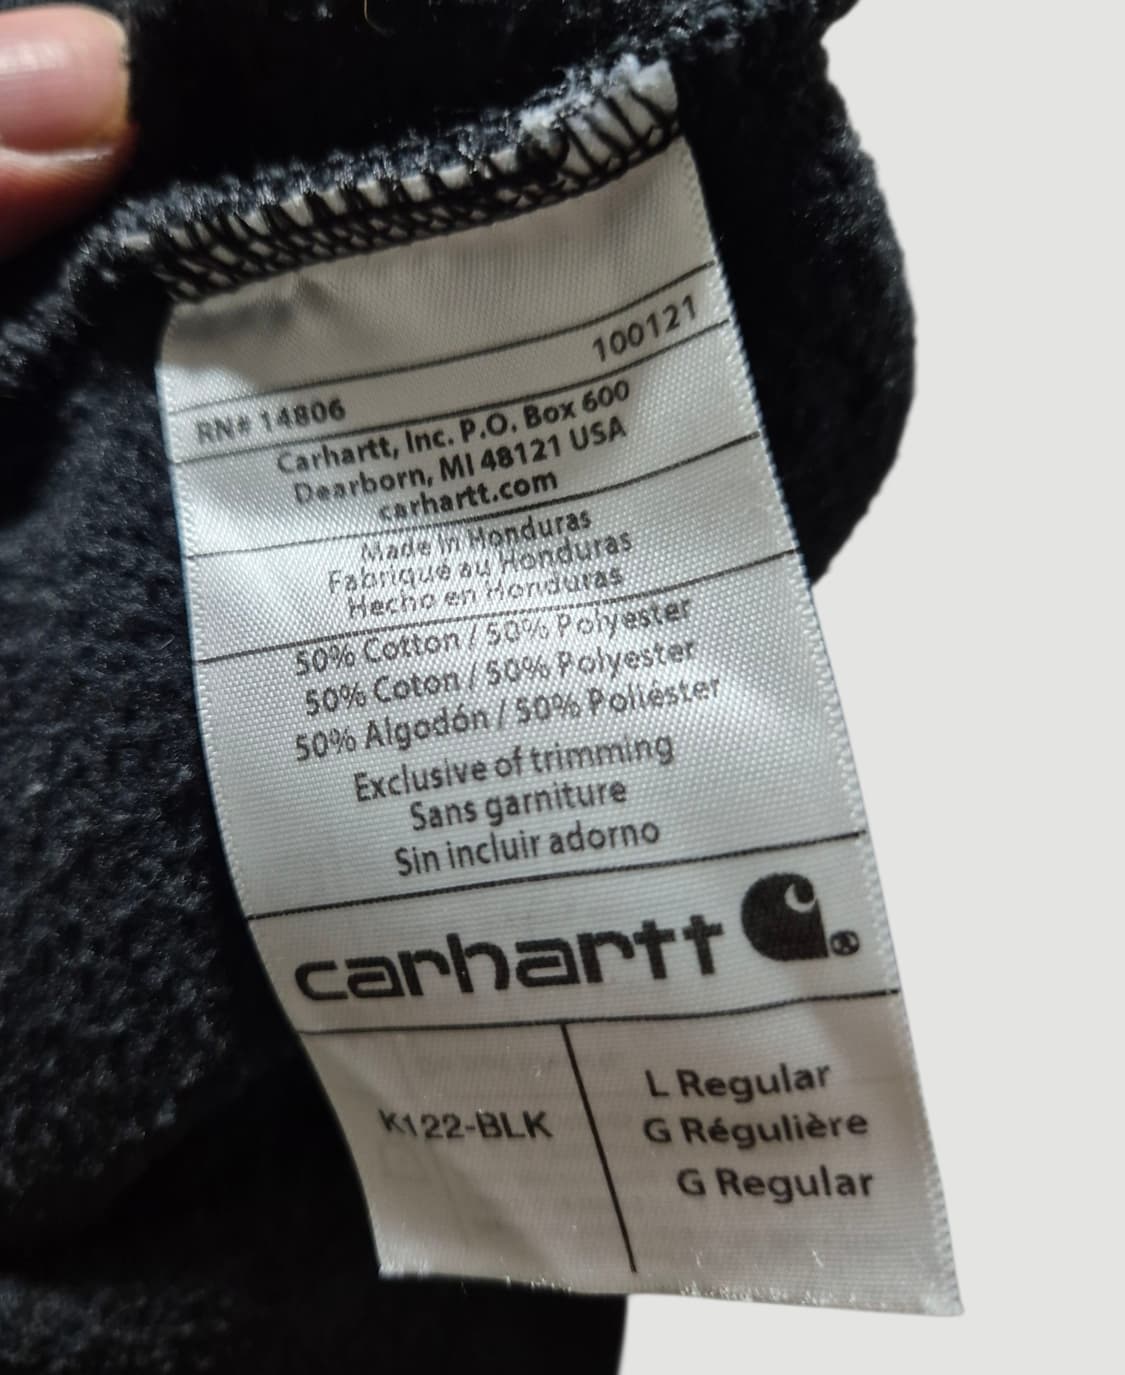 100121
RN# 14806
Carhartt, Inc. P.O. Box 600
Dearborn, MI 48121 USA
carhartt.com
Made in Honduras
Fabriqué au Honduras
Hecho en Honduras
50% Cotton / 50% Polyester
50% Coton / 50% Polyester
50% Algodón / 50% Poliéster
Exclusive of trimming
Sans garniture
Sin incluir adorno
carhartt ®
K122-BLK
L Regular
G Régulière
G Regular